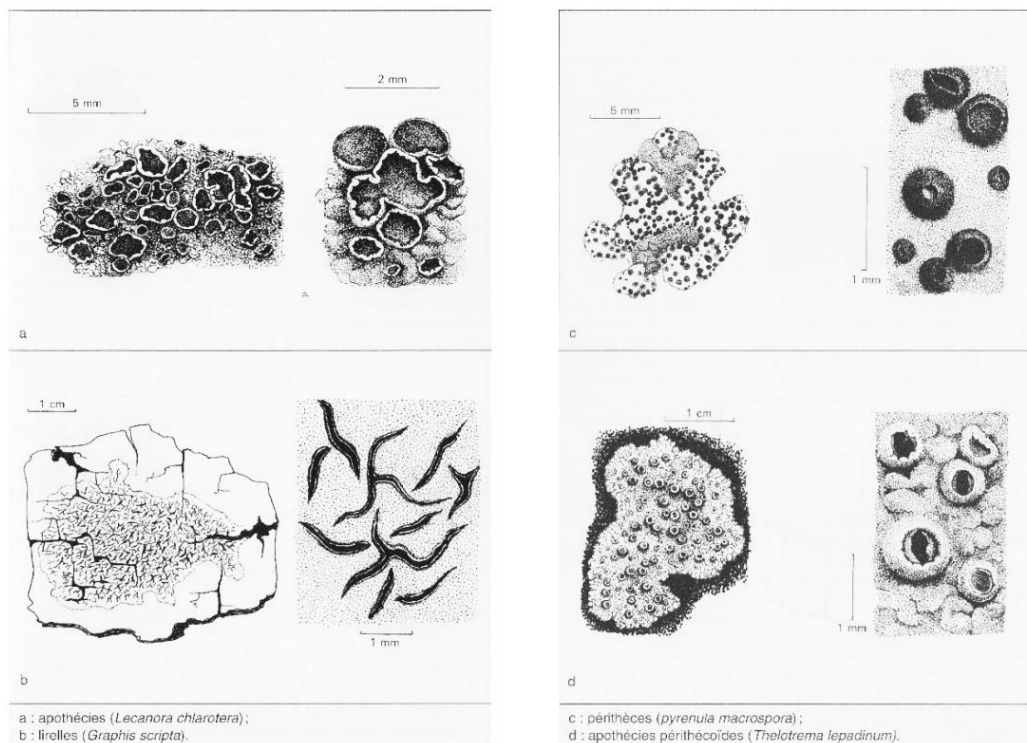 5 mm
2 mm
a
1 cm
1 mm
b
a : apothécies (Lecanora chlarotera) ;
b : lirelles (Graphis scripta).
5 mm
1 mm
c
1 cm
1 mm
d
c : périthèces (pyrenula macrospora) ;
d : apothécies périthécoïdes (Thelotrema lepadinum).